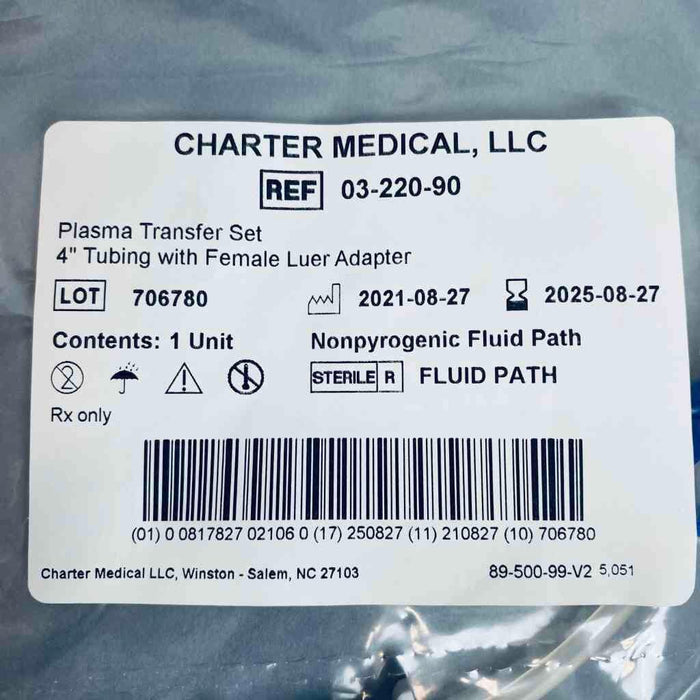 CHARTER MEDICAL, LLC
REF 03-220-90
Plasma Transfer Set
4" Tubing with Female Luer Adapter
LOT 706780 2021-08-27 2025-08-27
Contents: 1 Unit Nonpyrogenic Fluid Path
2 STERILE R FLUID PATH
Rx only
(01) 0 0817827 02106 0 (17) 250827 (11) 210827 (10) 706780
Charter Medical LLC, Winston - Salem, NC 27103 89-500-99-V2 5,051